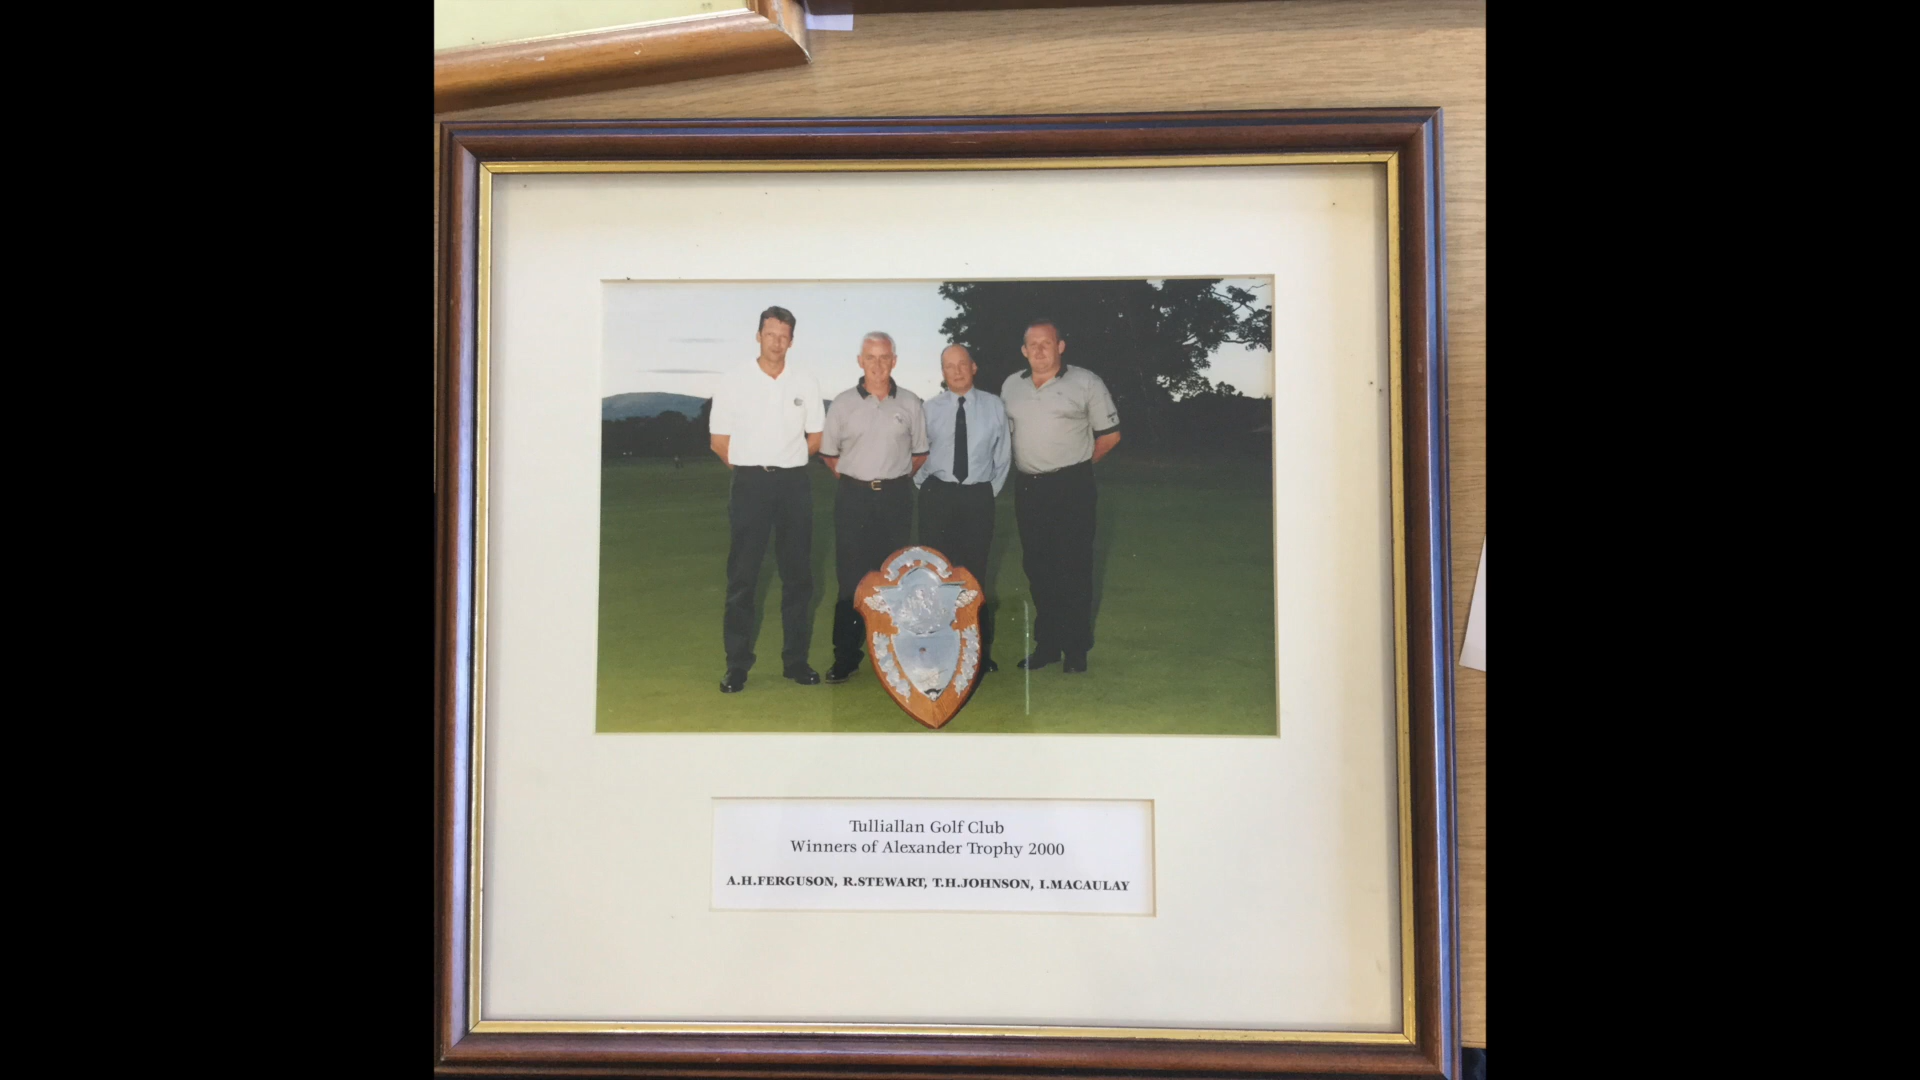 Tulliallan Golf Club
Winners of Alexander Trophy 2000
A.H.FERGUSON, R.STEWART, T.H.JOHNSON, I.MACAULAY